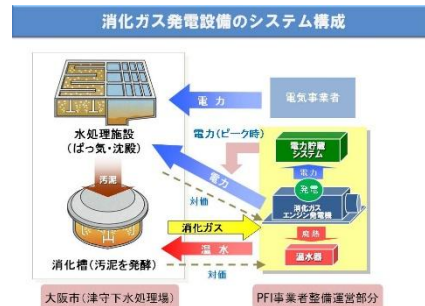 消化ガス発電設備のシステム構成
電力
電気事業者
水処理施設
(ばっ気・沈殿)
電力(ピーク時)
電力貯蔵
システム
汚泥
対価
電力
電力
発電
消化ガス
エンジン発電機
消化ガス
廃熱
温水
温水器
消化槽(汚泥を発酵)
対価
大阪市(津守下水処理場)
PFI事業者整備運営部分